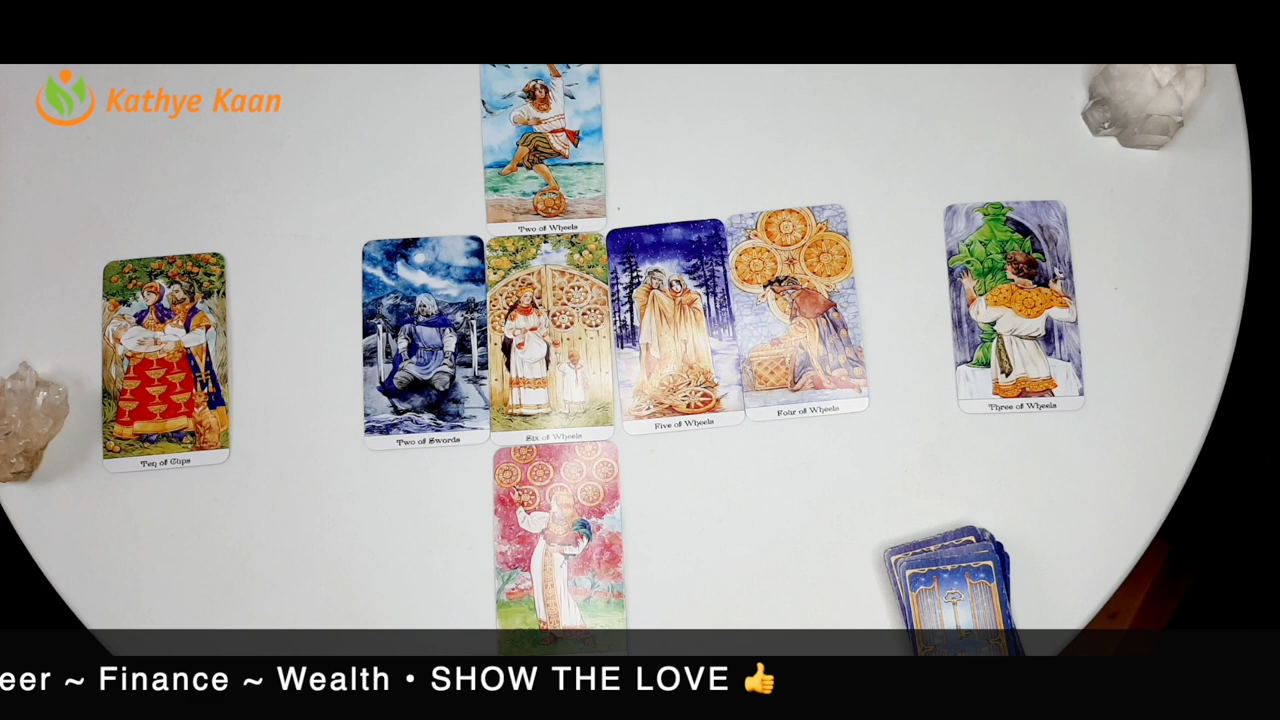 Kathye Kaan
Two of Wheels
Two of Swords
Six of Wheels
Five of Wheels
Four of Wheels
Three of Wheels
Ten of Cups
eer ~ Finance ~ Wealth • SHOW THE LOVE 👍